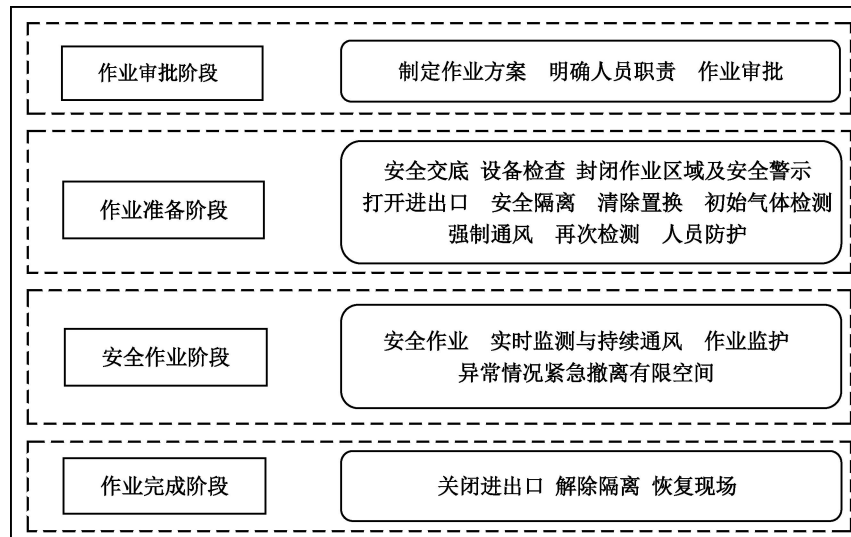 作业审批阶段
制定作业方案 明确人员职责 作业审批
作业准备阶段
安全交底 设备检查 封闭作业区域及安全警示
打开进出口 安全隔离 清除置换 初始气体检测
强制通风 再次检测 人员防护
安全作业阶段
安全作业 实时监测与持续通风 作业监护
异常情况紧急撤离有限空间
作业完成阶段
关闭进出口 解除隔离 恢复现场